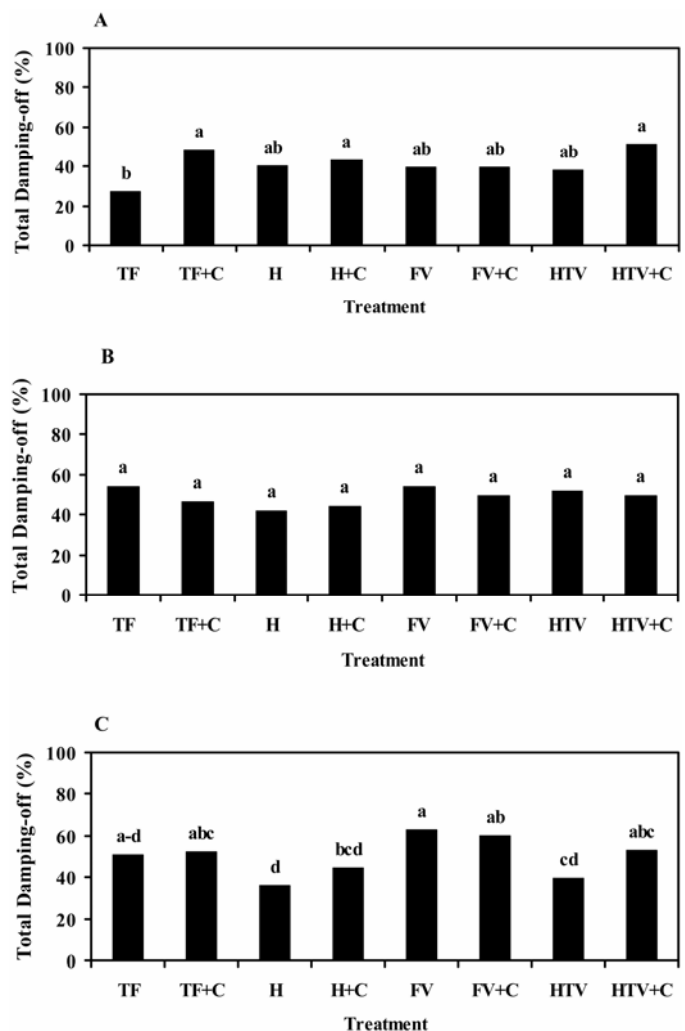 A
Total Damping-off (%)
100
80
60
40
20
0
b
a
ab
a
ab
ab
ab
a
TF TF+C H H+C FV FV+C HTV HTV+C
Treatment
B
Total Damping-off (%)
100
80
60
40
20
0
a a a a a a a a
TF TF+C H H+C FV FV+C HTV HTV+C
Treatment
C
Total Damping-off (%)
100
80
60
40
20
0
a-d
abc
d
bcd
a
ab
cd
abc
TF TF+C H H+C FV FV+C HTV HTV+C
Treatment